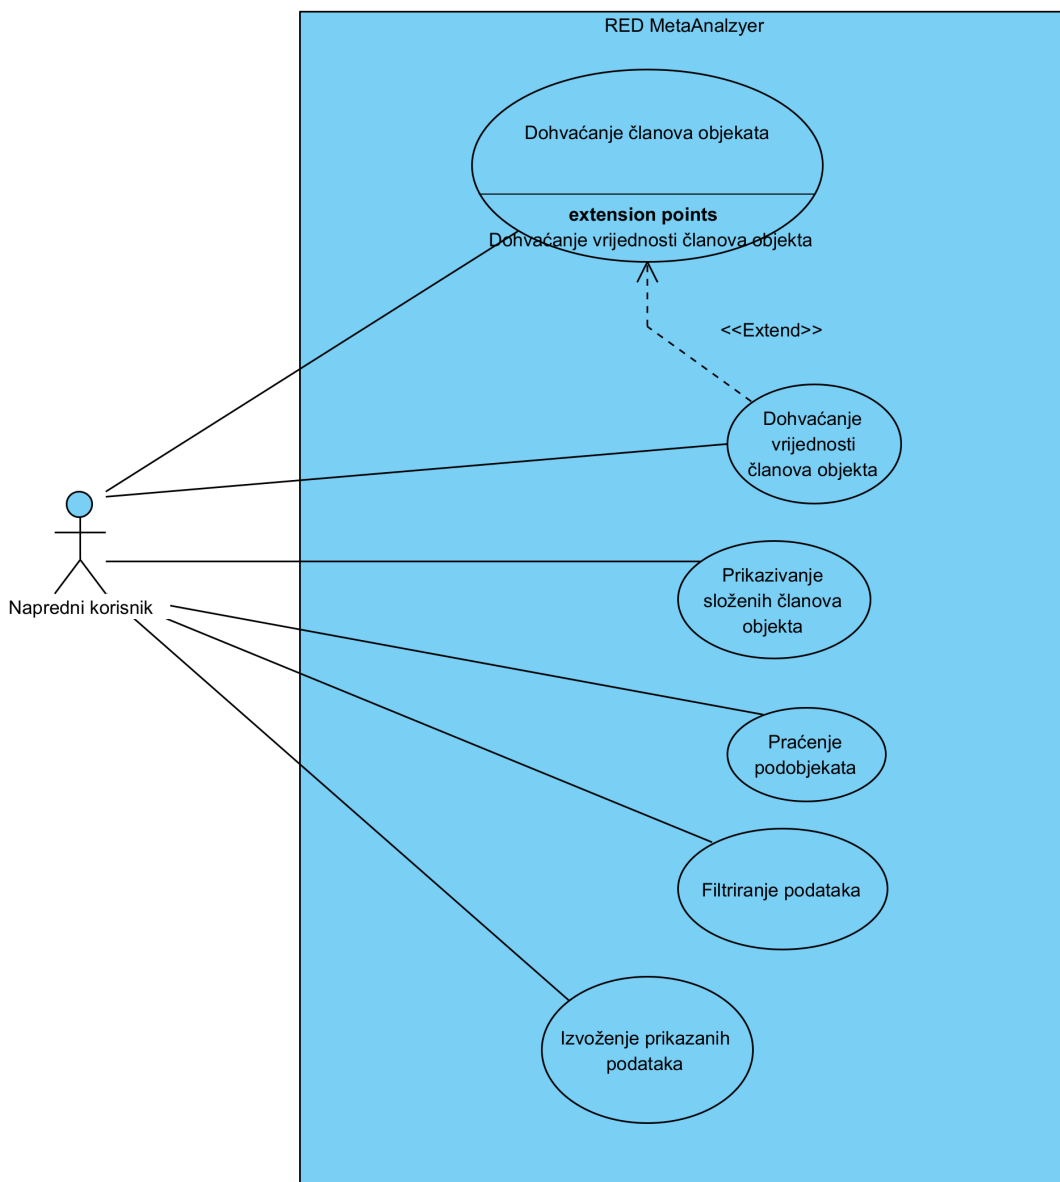 RED MetaAnalzyer
Dohvaćanje članova objekata
extension points
Dohvaćanje vrijednosti članova objekta
<<Extend>>
Dohvaćanje
vrijednosti
članova objekta
Napredni korisnik
Prikazivanje
složenih članova
objekta
Praćenje
podobjekata
Filtriranje podataka
Izvoženje prikazanih
podataka